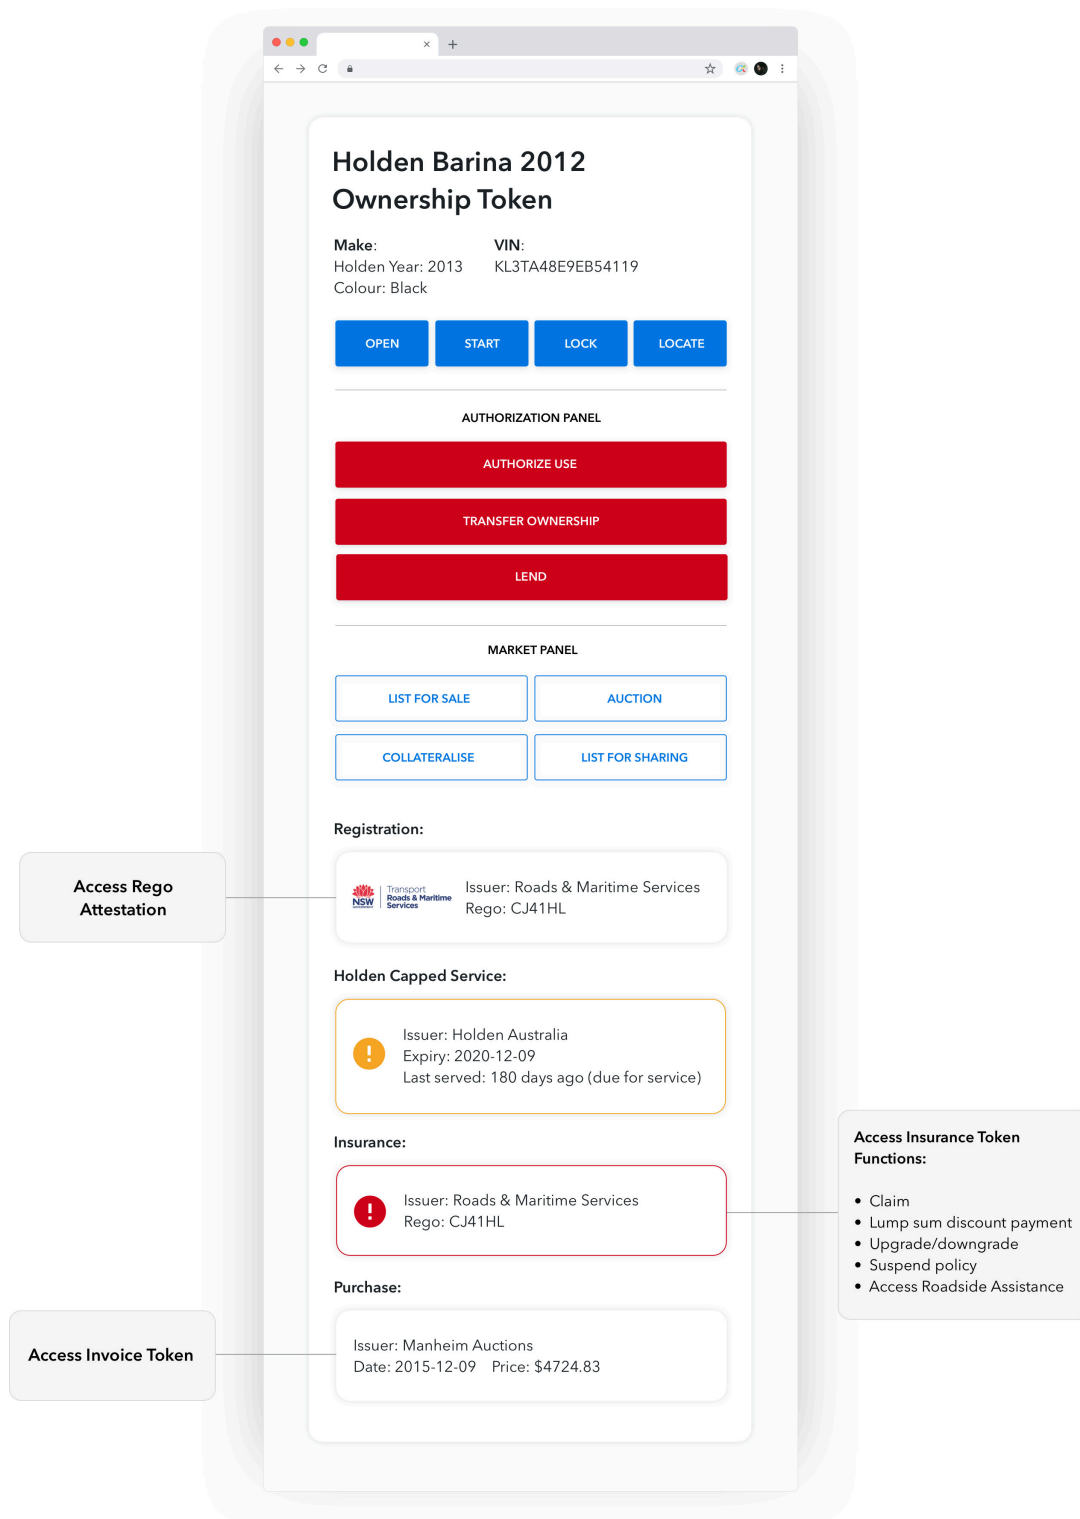 Holden Barina 2012
Ownership Token
Make:
Holden Year: 2013
Colour: Black
VIN:
KL3TA48E9EB54119
OPEN
START
LOCK
LOCATE
AUTHORIZATION PANEL
AUTHORIZE USE
TRANSFER OWNERSHIP
LEND
MARKET PANEL
LIST FOR SALE
AUCTION
COLLATERALISE
LIST FOR SHARING
Registration:
Access Rego
Attestation
NSW
Transport
Roads & Maritime
Services
Issuer: Roads & Maritime Services
Rego: CJ41HL
Holden Capped Service:
Issuer: Holden Australia
Expiry: 2020-12-09
Last served: 180 days ago (due for service)
Insurance:
Issuer: Roads & Maritime Services
Rego: CJ41HL
Access Insurance Token
Functions:
• Claim
• Lump sum discount payment
• Upgrade/downgrade
• Suspend policy
• Access Roadside Assistance
Purchase:
Access Invoice Token
Issuer: Manheim Auctions
Date: 2015-12-09 Price: $4724.83